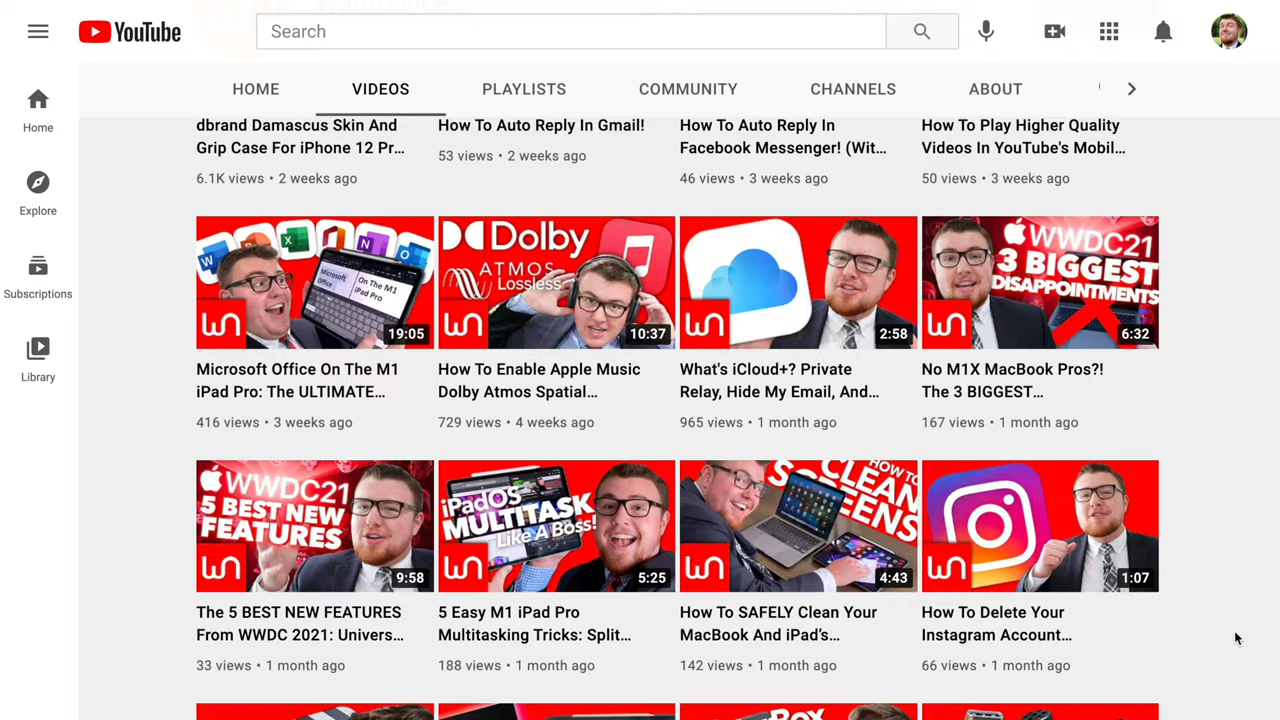 YouTube
Search
HOME
VIDEOS
PLAYLISTS
COMMUNITY
CHANNELS
ABOUT
Home
Explore
Subscriptions
Library
dbrand Damascus Skin And
Grip Case For iPhone 12 Pr...
6.1K views • 2 weeks ago
How To Auto Reply In Gmail!
53 views • 2 weeks ago
How To Auto Reply In
Facebook Messenger! (Wit...
46 views • 3 weeks ago
How To Play Higher Quality
Videos In YouTube's Mobil...
50 views • 3 weeks ago
Microsoft
Office
On The M1
iPad Pro
19:05
Microsoft Office On The M1
iPad Pro: The ULTIMATE...
416 views • 3 weeks ago
Dolby
ATMOS
Lossless
10:37
How To Enable Apple Music
Dolby Atmos Spatial...
729 views • 4 weeks ago
2:58
What's iCloud+? Private
Relay, Hide My Email, And...
965 views • 1 month ago
WWDC21
3 BIGGEST
DISAPPOINTMENTS
6:32
No M1X MacBook Pros?!
The 3 BIGGEST...
167 views • 1 month ago
WWDC21
5 BEST NEW
FEATURES
9:58
The 5 BEST NEW FEATURES
From WWDC 2021: Univers...
33 views • 1 month ago
iPadOS
MULTITASK
Like A Boss!
5:25
5 Easy M1 iPad Pro
Multitasking Tricks: Split...
188 views • 1 month ago
HOW TO
CLEAN
SCREENS
4:43
How To SAFELY Clean Your
MacBook And iPad’s...
142 views • 1 month ago
1:07
How To Delete Your
Instagram Account...
66 views • 1 month ago